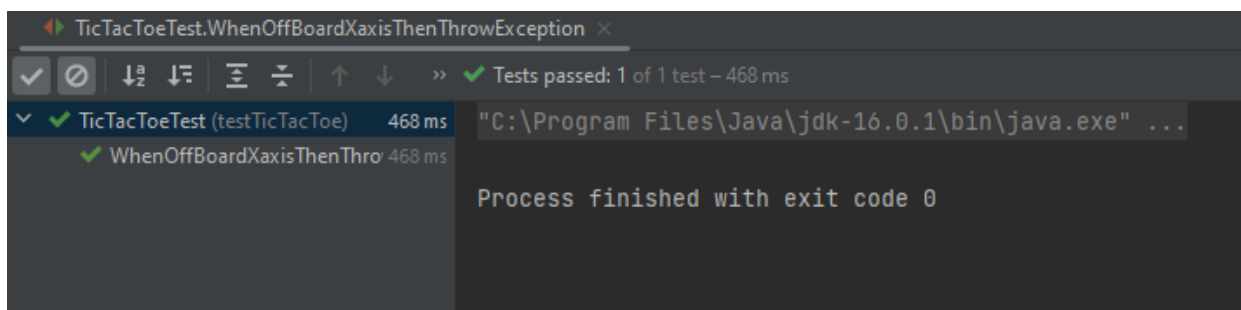 TicTacToeTest.WhenOffBoardXaxisThenThrowException
Tests passed: 1 of 1 test – 468 ms
TicTacToeTest (testTicTacToe) 468 ms
"C:\Program Files\Java\jdk-16.0.1\bin\java.exe" ...
WhenOffBoardXaxisThenThro 468 ms
Process finished with exit code 0